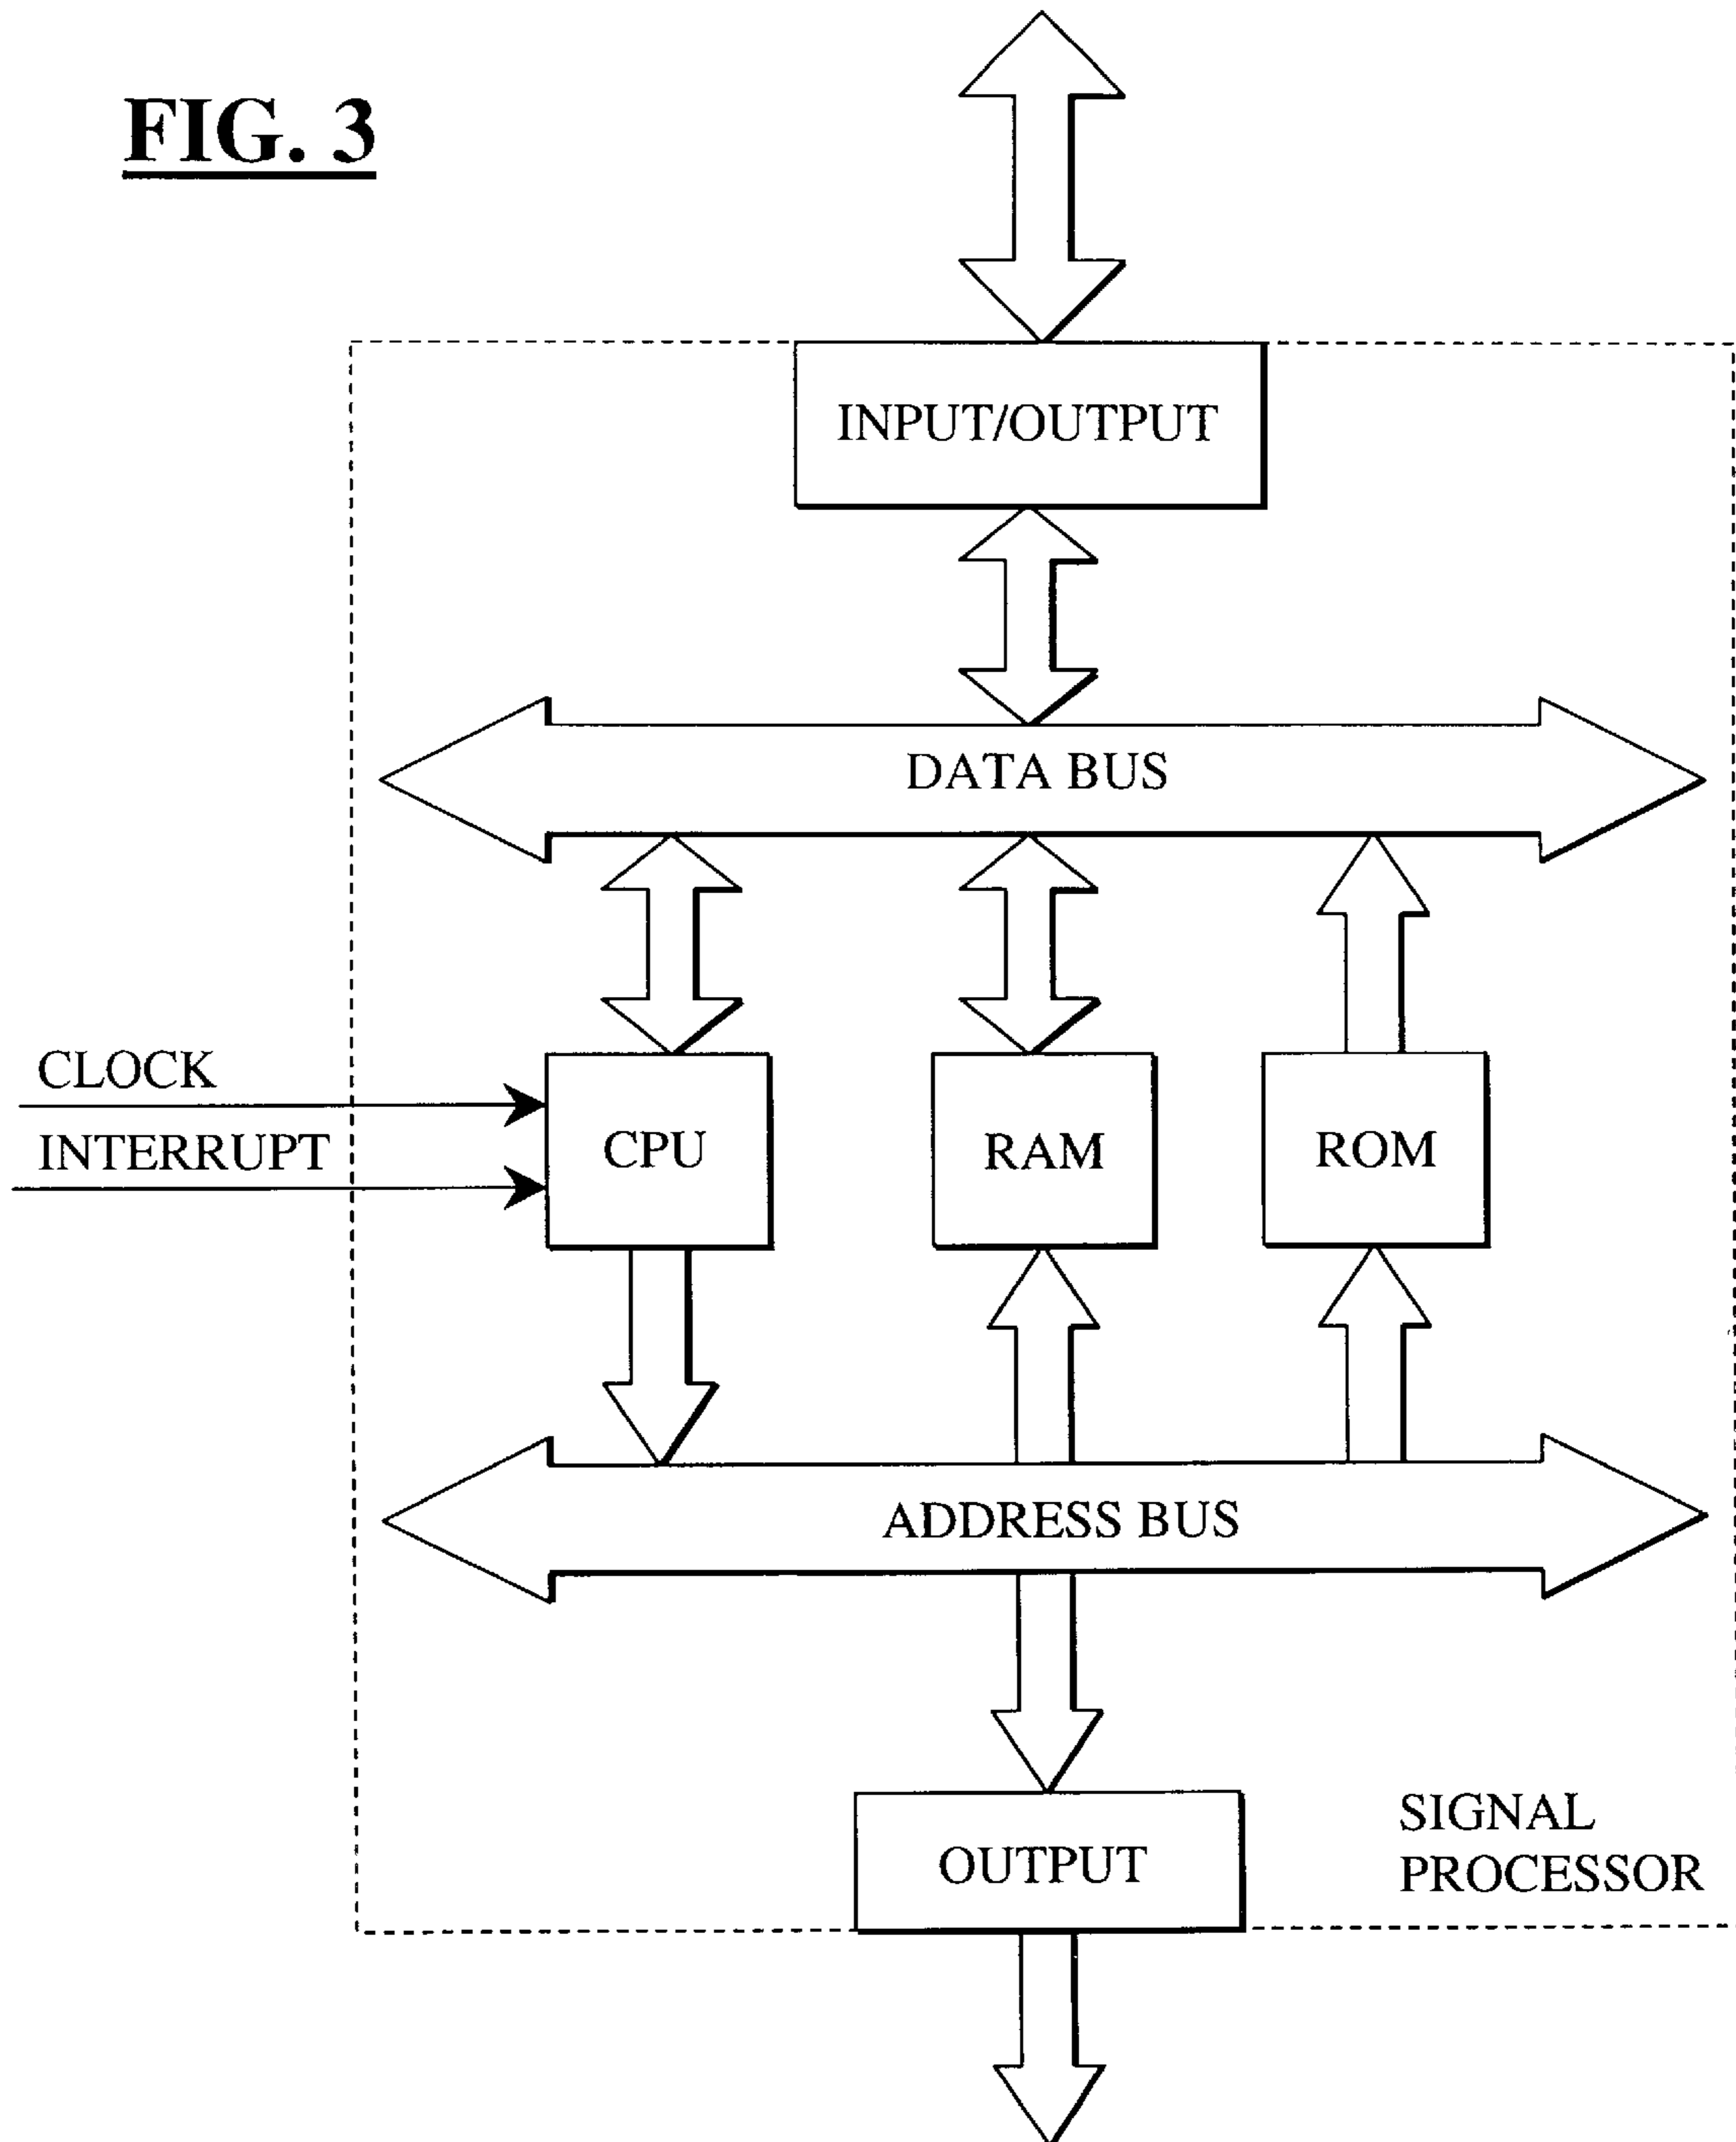 FIG. 3
INPUT/OUTPUT
DATA BUS
CLOCK
INTERRUPT
CPU
RAM
ROM
ADDRESS BUS
OUTPUT
SIGNAL
PROCESSOR